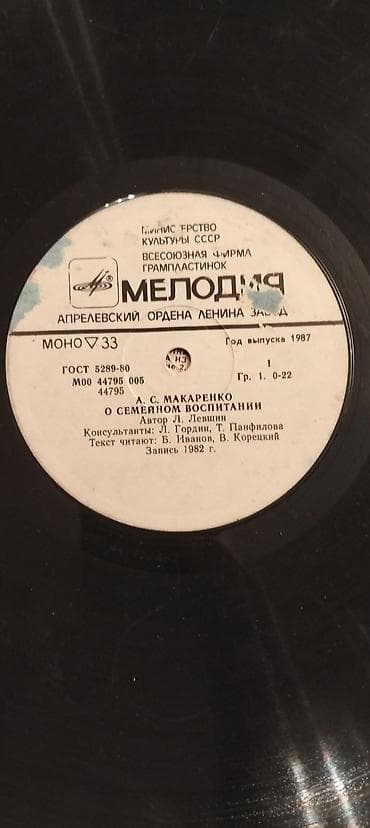 МИНИСТЕРСТВО
КУЛЬТУРЫ СССР
ВСЕСОЮЗНАЯ ФИРМА
ГРАМПЛАСТИНОК
МЕЛОДИЯ
АПРЕЛЕВСКИЙ ОРДЕНА ЛЕНИНА ЗАВОД
МОНО ▽ 33
Год выпуска 1987
ГОСТ 5289-80
1
М00 44795 005
Гр. 1. 0-22
44795
А. С. МАКАРЕНКО
О СЕМЕЙНОМ ВОСПИТАНИИ
Автор Л. Левшин
Консультанты: Л. Гордин, Т. Панфилова
Текст читают: Б. Иванов, В. Корецкий
Запись 1982 г.